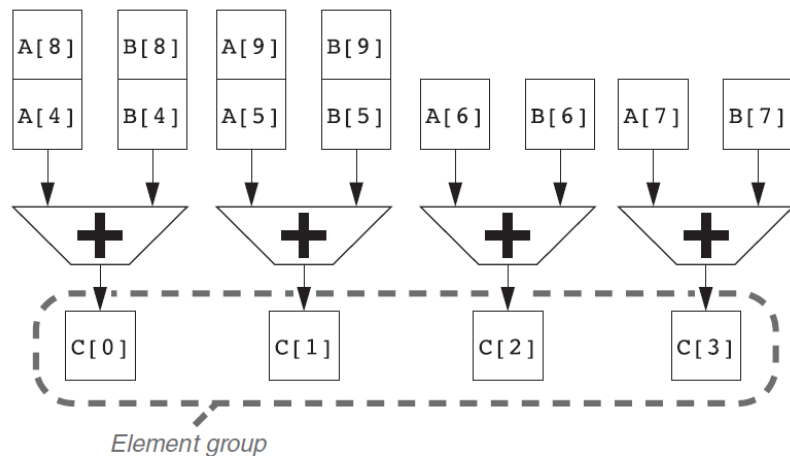 A[8] B[8] A[9] B[9]
A[4] B[4] A[5] B[5] A[6] B[6] A[7] B[7]
+ + + +
C[0] C[1] C[2] C[3]
Element group